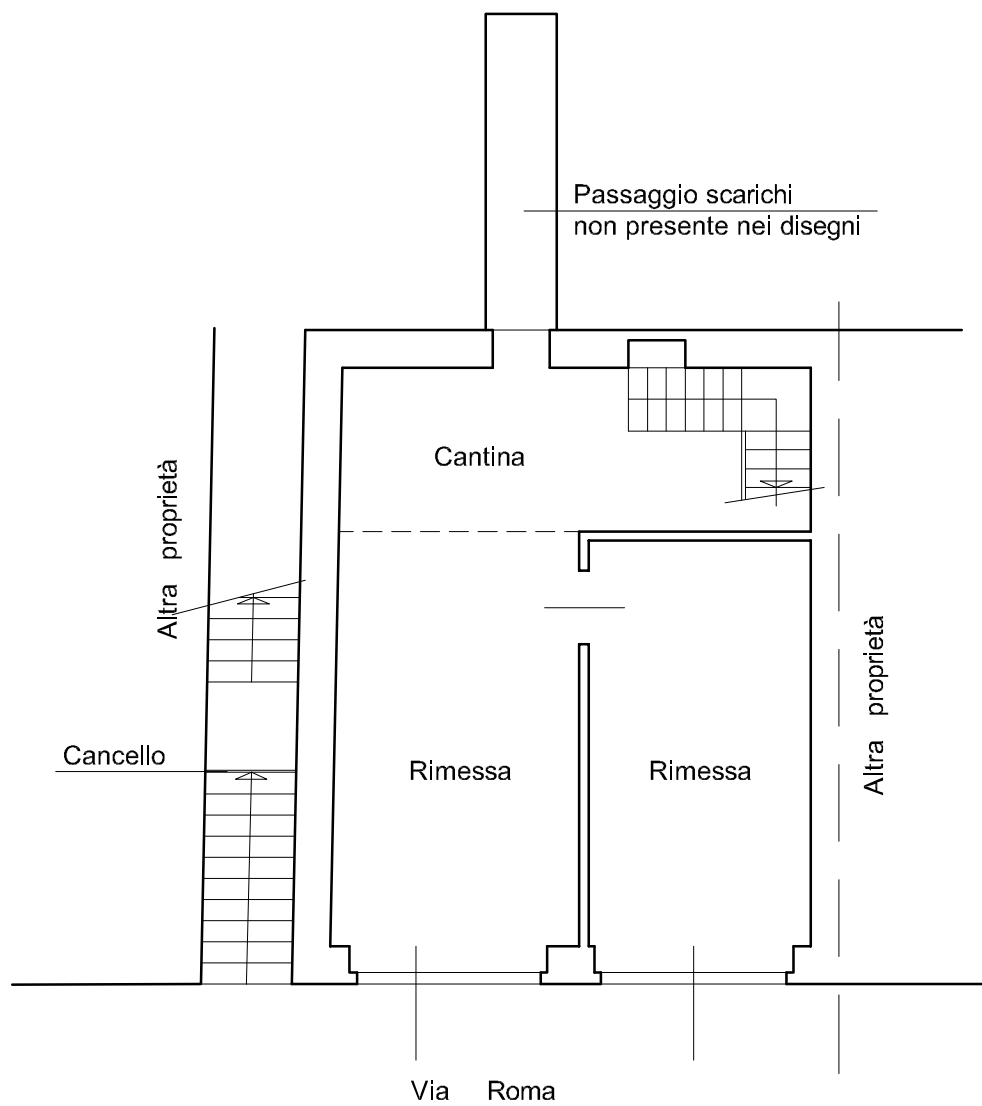 Passaggio scarichi
non presente nei disegni
Cantina
Altra proprietà
Altra proprietà
Cancello
Rimessa
Rimessa
Via Roma